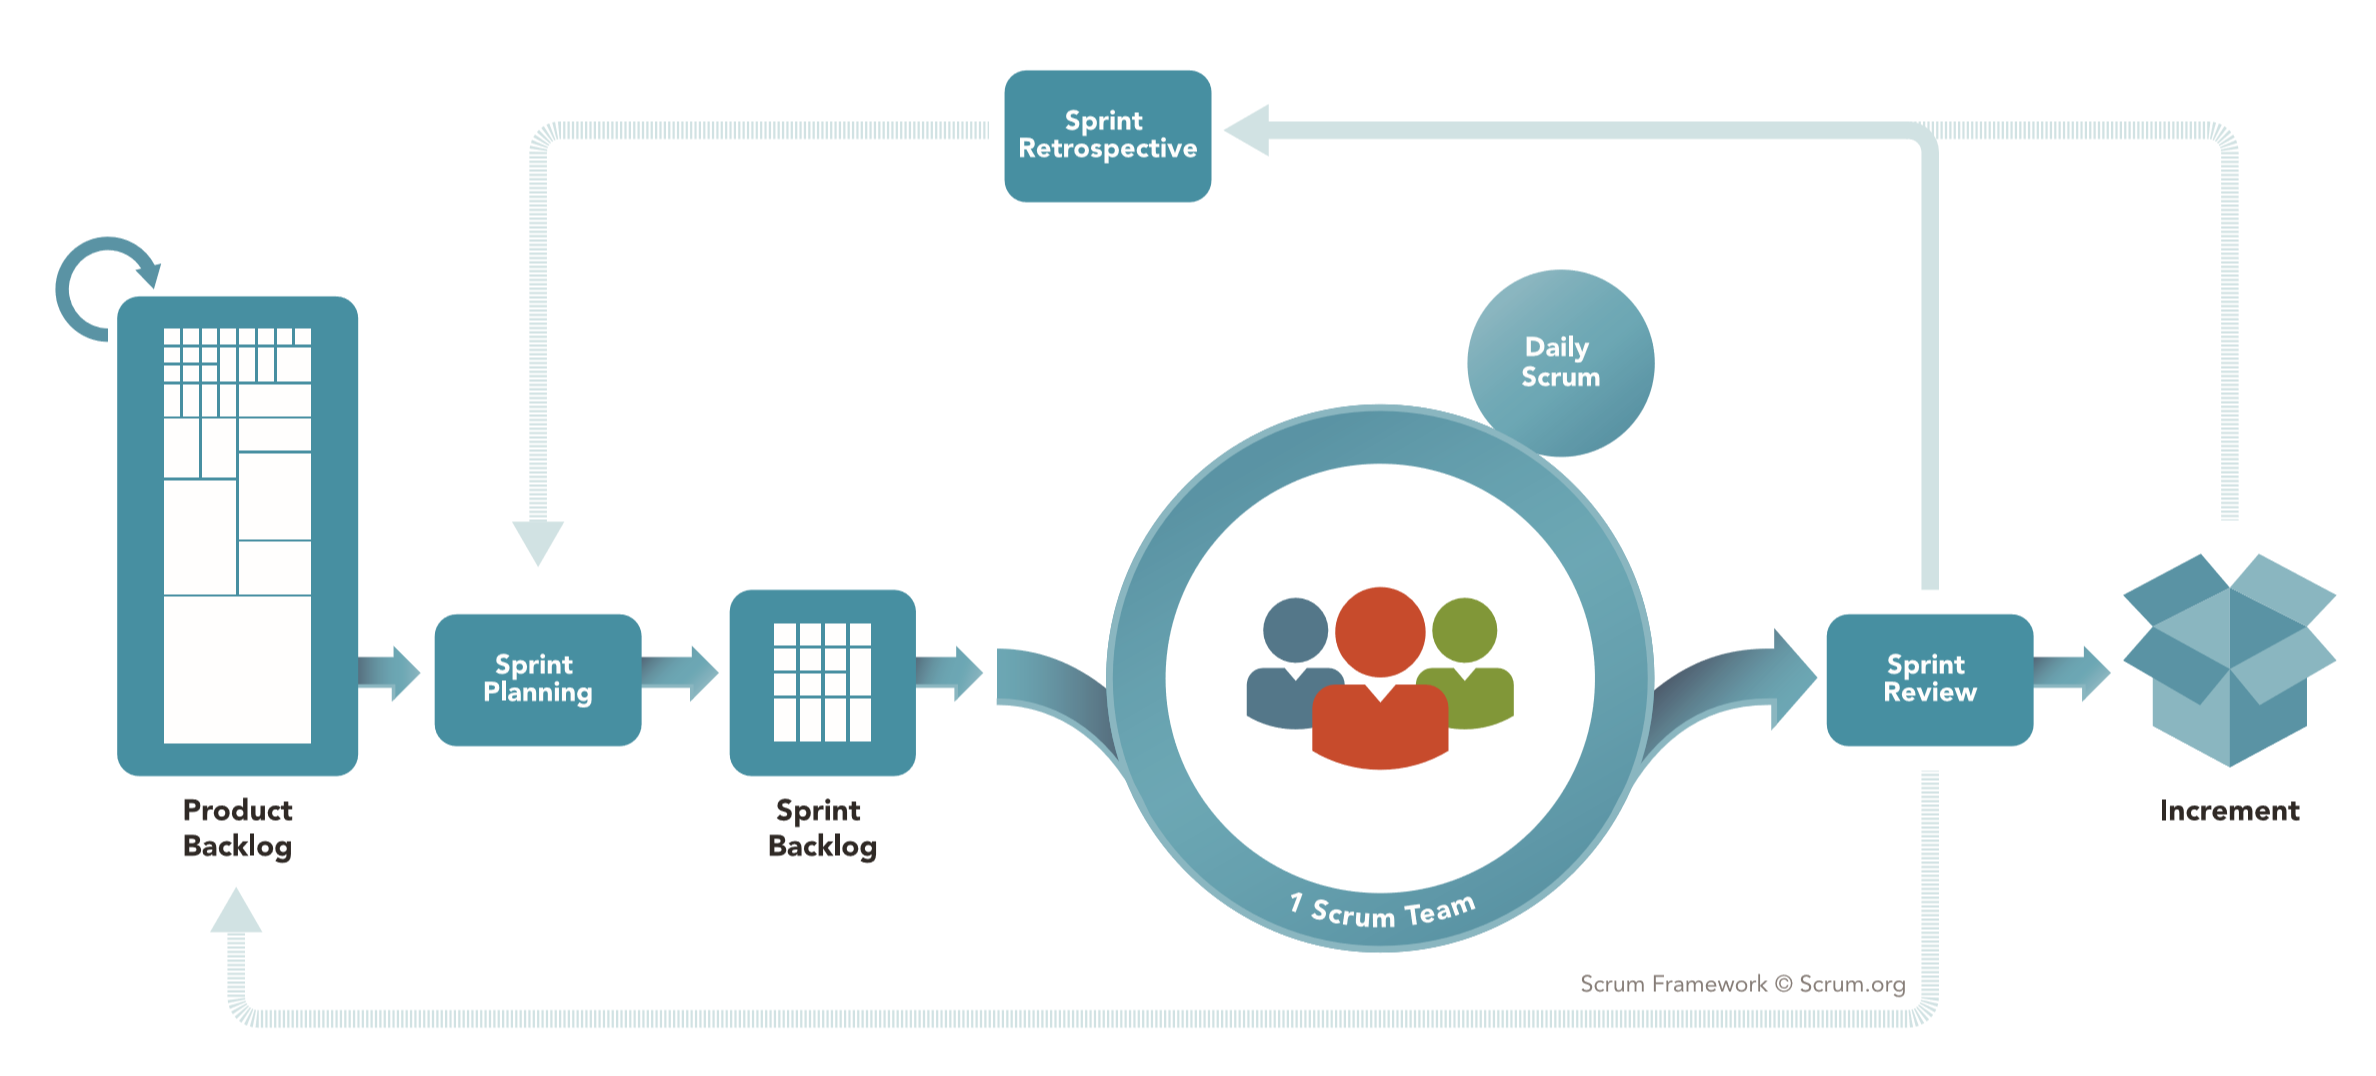 Sprint
Retrospective
Daily
Scrum
Sprint
Planning
Sprint
Review
Product
Backlog
Sprint
Backlog
Increment
1 Scrum Team
Scrum Framework © Scrum.org